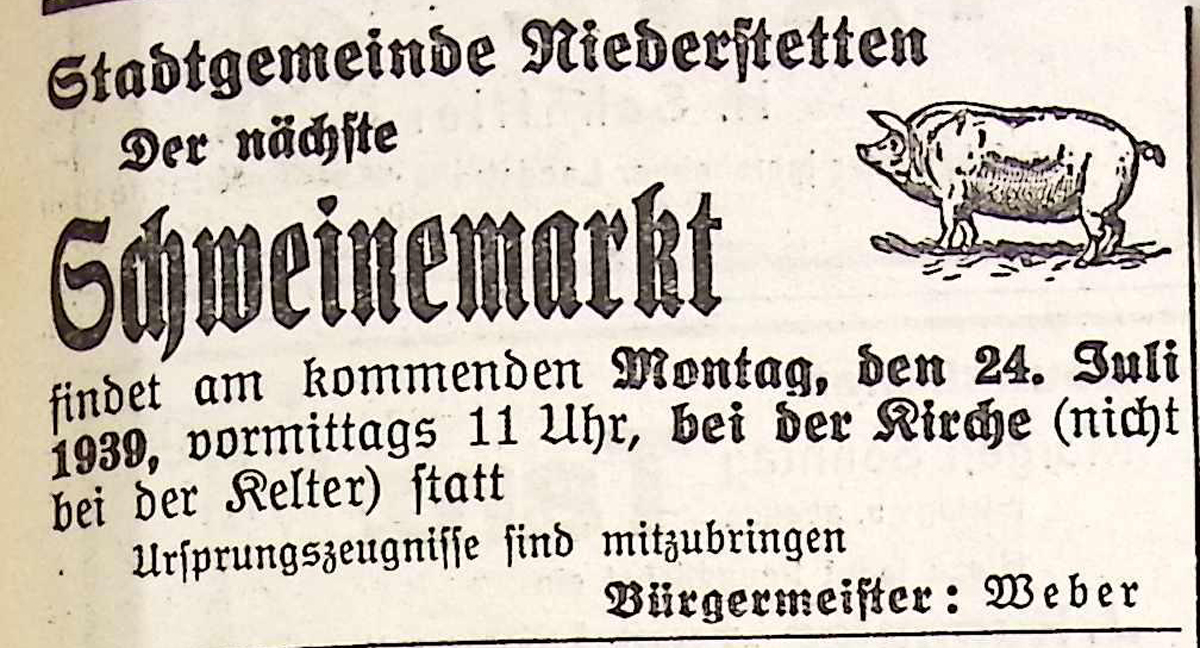 Stadtgemeinde Niederstetten
Der nächste
Schweinemarkt
findet am kommenden Montag, den 24. Juli
1939, vormittags 11 Uhr, bei der Kirche (nicht
bei der Kelter) statt
Ursprungszeugnisse sind mitzubringen
Bürgermeister: Weber